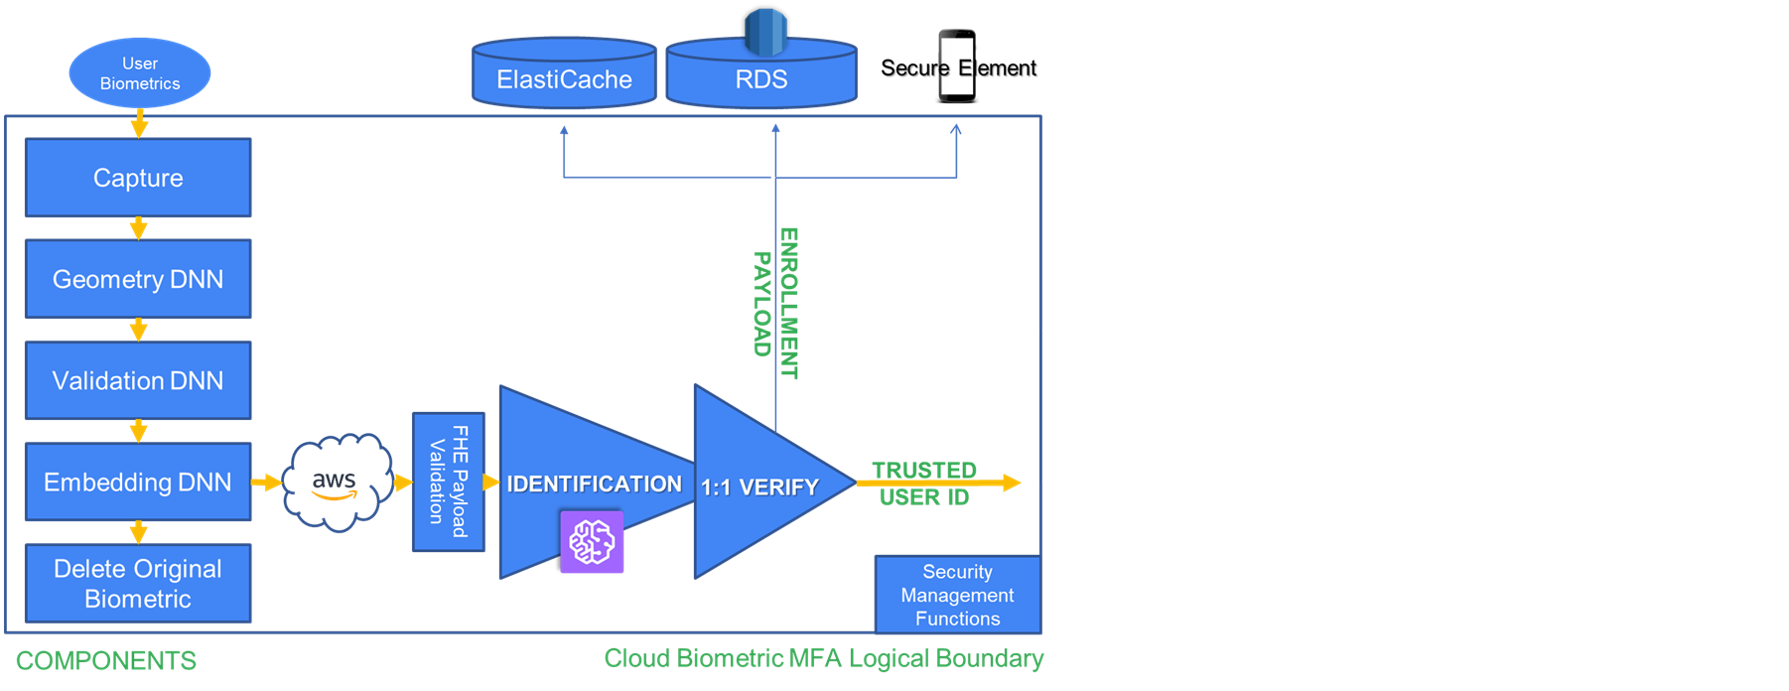 User
Biometrics
ElastiCache
RDS
Secure Element
Capture
Geometry DNN
Validation DNN
Embedding DNN
Delete Original
Biometric
aws
FHE Payload
Validation
IDENTIFICATION
1:1 VERIFY
ENROLLMENT
PAYLOAD
TRUSTED
USER ID
Security
Management
Functions
COMPONENTS
Cloud Biometric MFA Logical Boundary